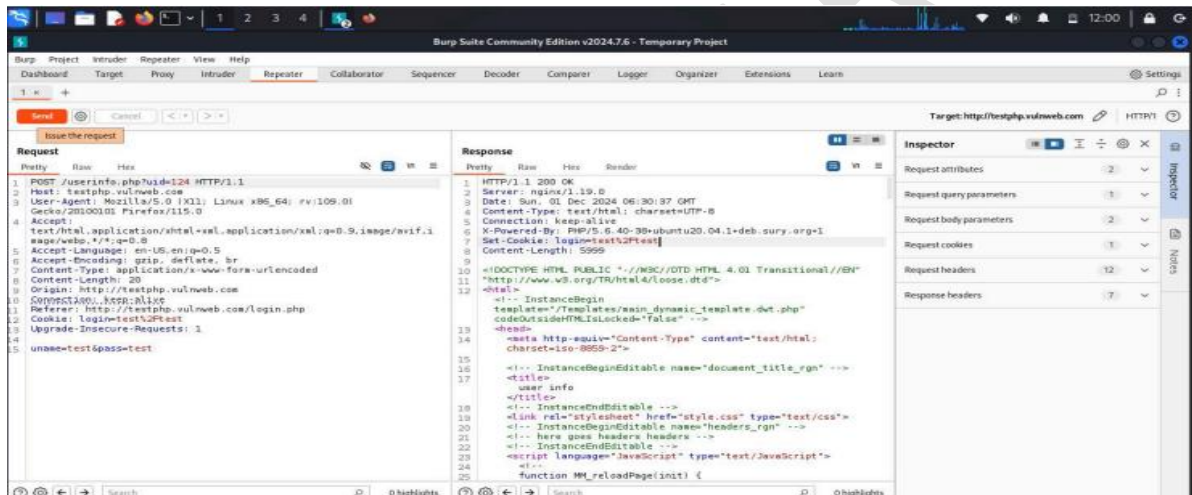 1 2 3 4 12:00
Burp Suite Community Edition v2024.7.6 - Temporary Project
Burp Project Intruder Repeater View Help
Dashboard Target Proxy Intruder Repeater Collaborator Sequencer Decoder Comparer Logger Organizer Extensions Learn Settings
1 × +
Send Cancel < > Target: http://testphp.vulnweb.com HTTP/1
Issue the request
Request
Pretty Raw Hex
1 POST /userinfo.php?uid=124 HTTP/1.1
2 Host: testphp.vulnweb.com
3 User-Agent: Mozilla/5.0 (X11; Linux x86_64; rv:109.0)
Gecko/20100101 Firefox/115.0
4 Accept:
text/html,application/xhtml+xml,application/xml;q=0.9,image/avif,i
mage/webp,*/*;q=0.8
5 Accept-Language: en-US,en;q=0.5
6 Accept-Encoding: gzip, deflate, br
7 Content-Type: application/x-www-form-urlencoded
8 Content-Length: 20
9 Origin: http://testphp.vulnweb.com
10 Connection: keep-alive
11 Referer: http://testphp.vulnweb.com/login.php
12 Cookie: login=test%2Ftest
13 Upgrade-Insecure-Requests: 1
14
15 uname=test&pass=test
Search 0 highlights
Response
Pretty Raw Hex Render
1 HTTP/1.1 200 OK
2 Server: nginx/1.19.0
3 Date: Sun, 01 Dec 2024 06:30:37 GMT
4 Content-Type: text/html; charset=UTF-8
5 Connection: keep-alive
6 X-Powered-By: PHP/5.6.40-38+ubuntu20.04.1+deb.sury.org+1
7 Set-Cookie: login=test%2Ftest
8 Content-Length: 5999
9
10 <!DOCTYPE HTML PUBLIC "-//W3C//DTD HTML 4.01 Transitional//EN"
11 "http://www.w3.org/TR/html4/loose.dtd">
12 <html>
<!-- InstanceBegin
template="/Templates/main_dynamic_template.dwt.php"
codeOutsideHTMLIsLocked="false" -->
13 <head>
14 <meta http-equiv="Content-Type" content="text/html;
charset=iso-8859-2">
15
16 <!-- InstanceBeginEditable name="document_title_rgn" -->
17 <title>
user info
</title>
18 <!-- InstanceEndEditable -->
19 <link rel="stylesheet" href="style.css" type="text/css">
20 <!-- InstanceBeginEditable name="headers_rgn" -->
21 <!-- here goes headers headers -->
22 <!-- InstanceEndEditable -->
23 <script language="JavaScript" type="text/JavaScript">
24 <!--
25 function MM_reloadPage(init) {
Search 0 highlights
Inspector
Request attributes 2
Request query parameters 1
Request body parameters 2
Request cookies 1
Request headers 12
Response headers 7
Inspector
Notes